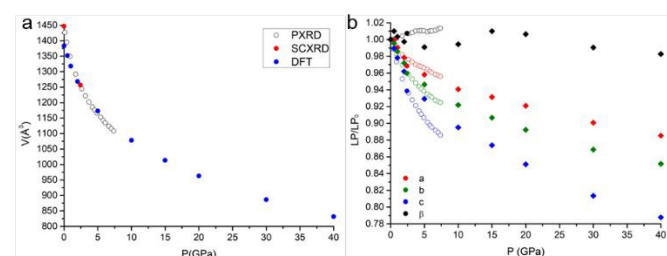 a
1450
1400
1350
1300
1250
1200
1150
1100
1050
1000
950
900
850
800
V(Å³)
PXRD
SCXRD
DFT
0 5 10 15 20 25 30 35 40
P(GPa)
b
1.02
1.00
0.98
0.96
0.94
0.92
0.90
0.88
0.86
0.84
0.82
0.80
0.78
LP/LP₀
a
b
c
β
0 5 10 15 20 25 30 35 40
P (GPa)